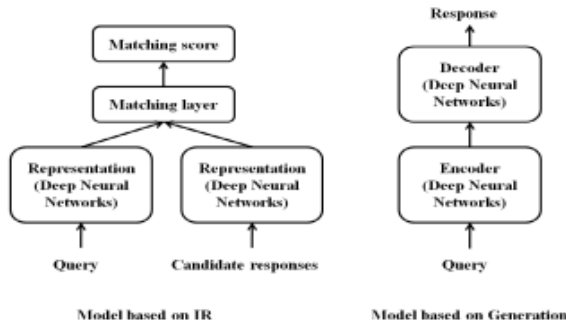 Matching score
Matching layer
Representation
(Deep Neural
Networks)
Representation
(Deep Neural
Networks)
Query
Candidate responses
Model based on IR
Response
Decoder
(Deep Neural
Networks)
Encoder
(Deep Neural
Networks)
Query
Model based on Generation